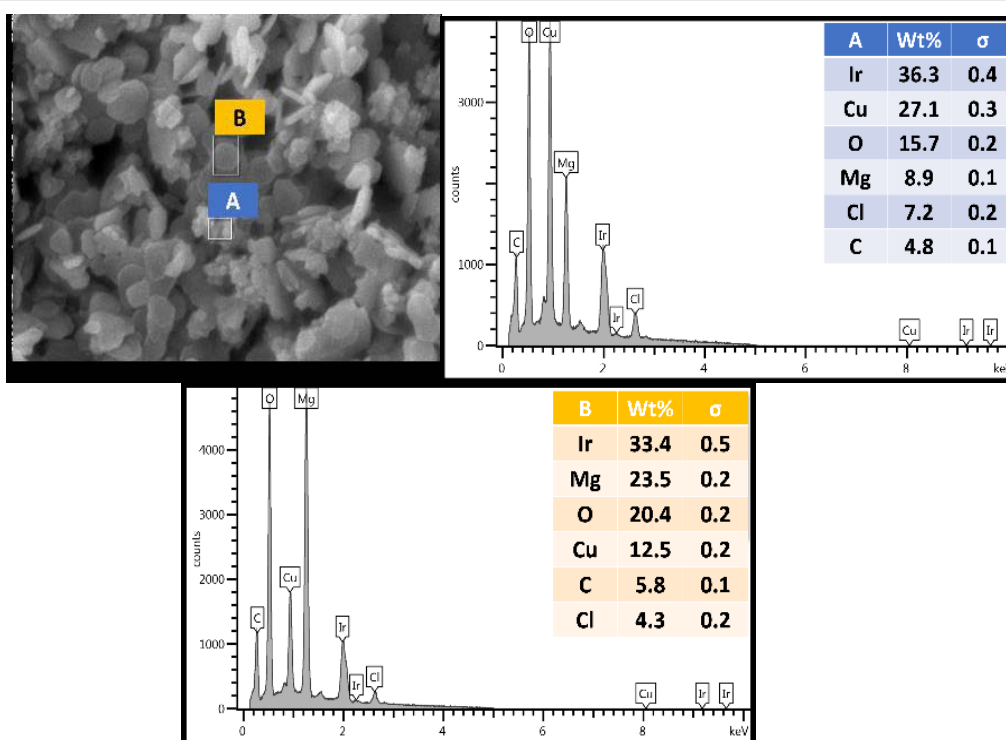 B
A
O Cu
Mg
C
Ir
Ir
Cl
Cu
Ir
Ir
counts
3000
1000
0
0 2 4 6 8 keV
A Wt% σ
Ir 36.3 0.4
Cu 27.1 0.3
O 15.7 0.2
Mg 8.9 0.1
Cl 7.2 0.2
C 4.8 0.1
O Mg
Cu
C
Ir
Ir
Cl
Cu
Ir
Ir
counts
4000
3000
2000
1000
0
0 2 4 6 8 keV
B Wt% σ
Ir 33.4 0.5
Mg 23.5 0.2
O 20.4 0.2
Cu 12.5 0.2
C 5.8 0.1
Cl 4.3 0.2